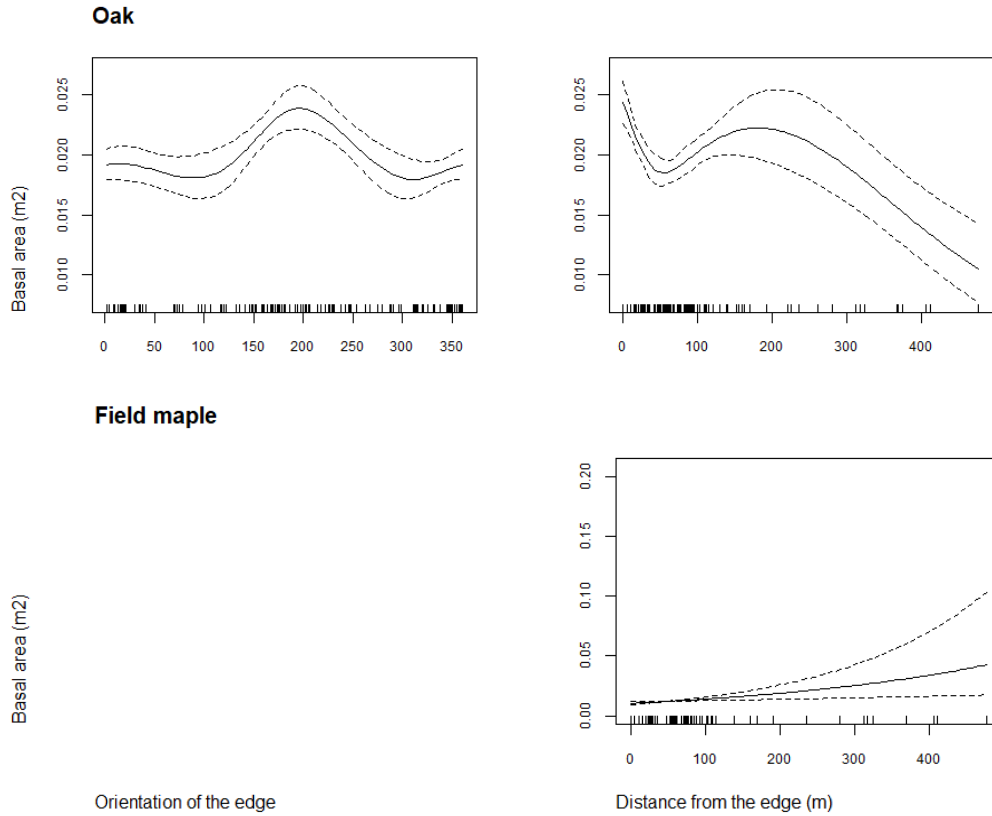 Oak
Basal area (m2)
0.010 0.015 0.020 0.025
0 50 100 150 200 250 300 350
0.010 0.015 0.020 0.025
0 100 200 300 400
Field maple
Basal area (m2)
0.00 0.05 0.10 0.15 0.20
0 100 200 300 400
Orientation of the edge
Distance from the edge (m)